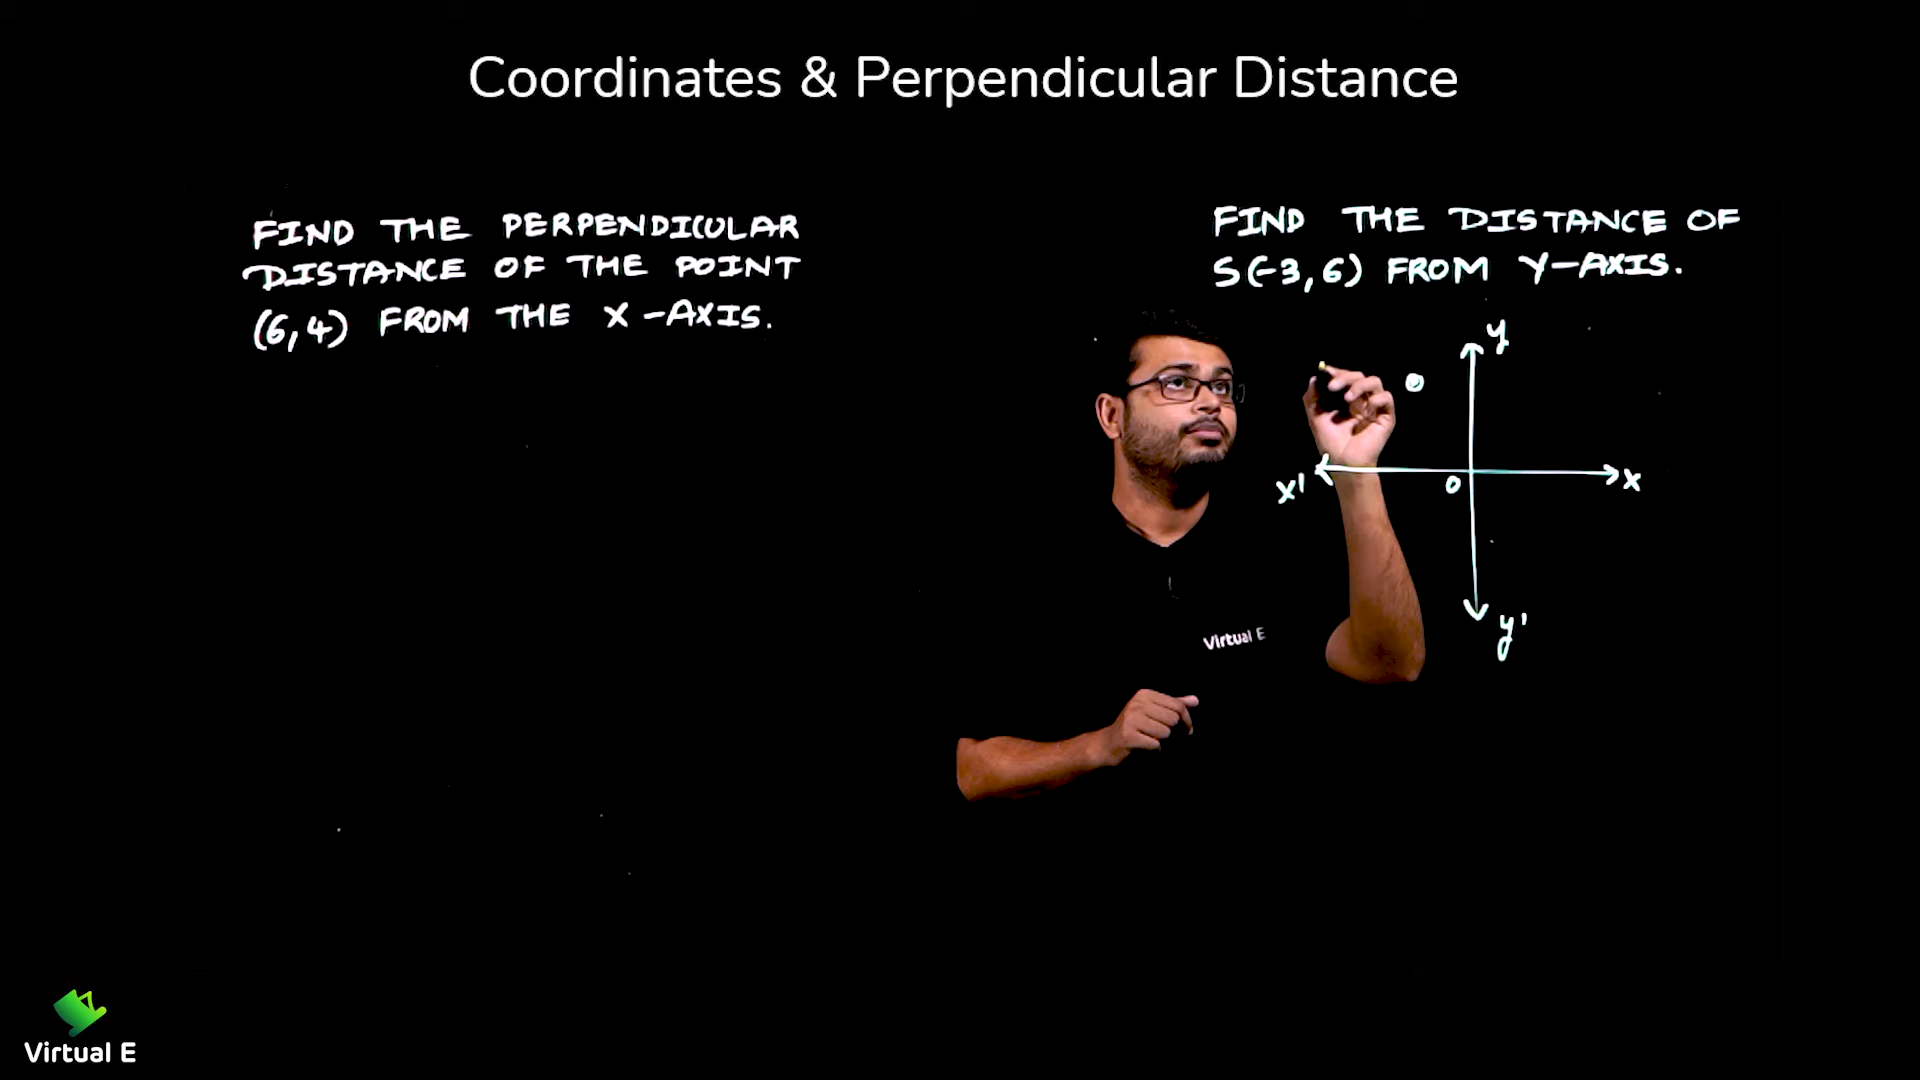 Coordinates & Perpendicular Distance
FIND THE PERPENDICULAR
DISTANCE OF THE POINT
(6,4) FROM THE X-AXIS.
FIND THE DISTANCE OF
S(-3,6) FROM Y-AXIS.
y
x'
o
x
y'
Virtual E
Virtual E